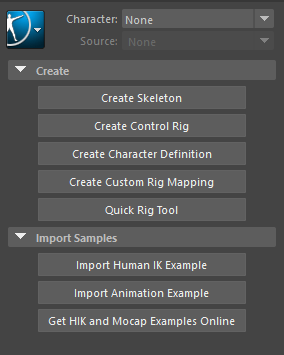 Character: None
Source: None
Create
Create Skeleton
Create Control Rig
Create Character Definition
Create Custom Rig Mapping
Quick Rig Tool
Import Samples
Import Human IK Example
Import Animation Example
Get HIK and Mocap Examples Online